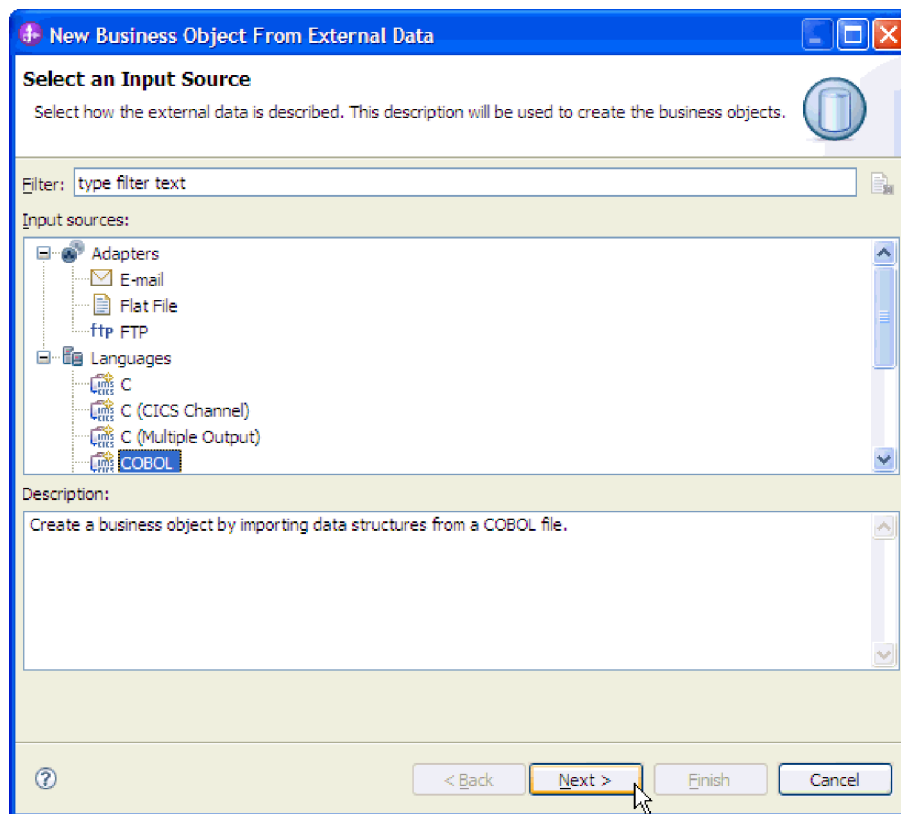 New Business Object From External Data
Select an Input Source
Select how the external data is described. This description will be used to create the business objects.
Filter: type filter text
Input sources:
Adapters
E-mail
Flat File
ftp FTP
Languages
C
C (CICS Channel)
C (Multiple Output)
COBOL
Description:
Create a business object by importing data structures from a COBOL file.
? < Back Next > Finish Cancel